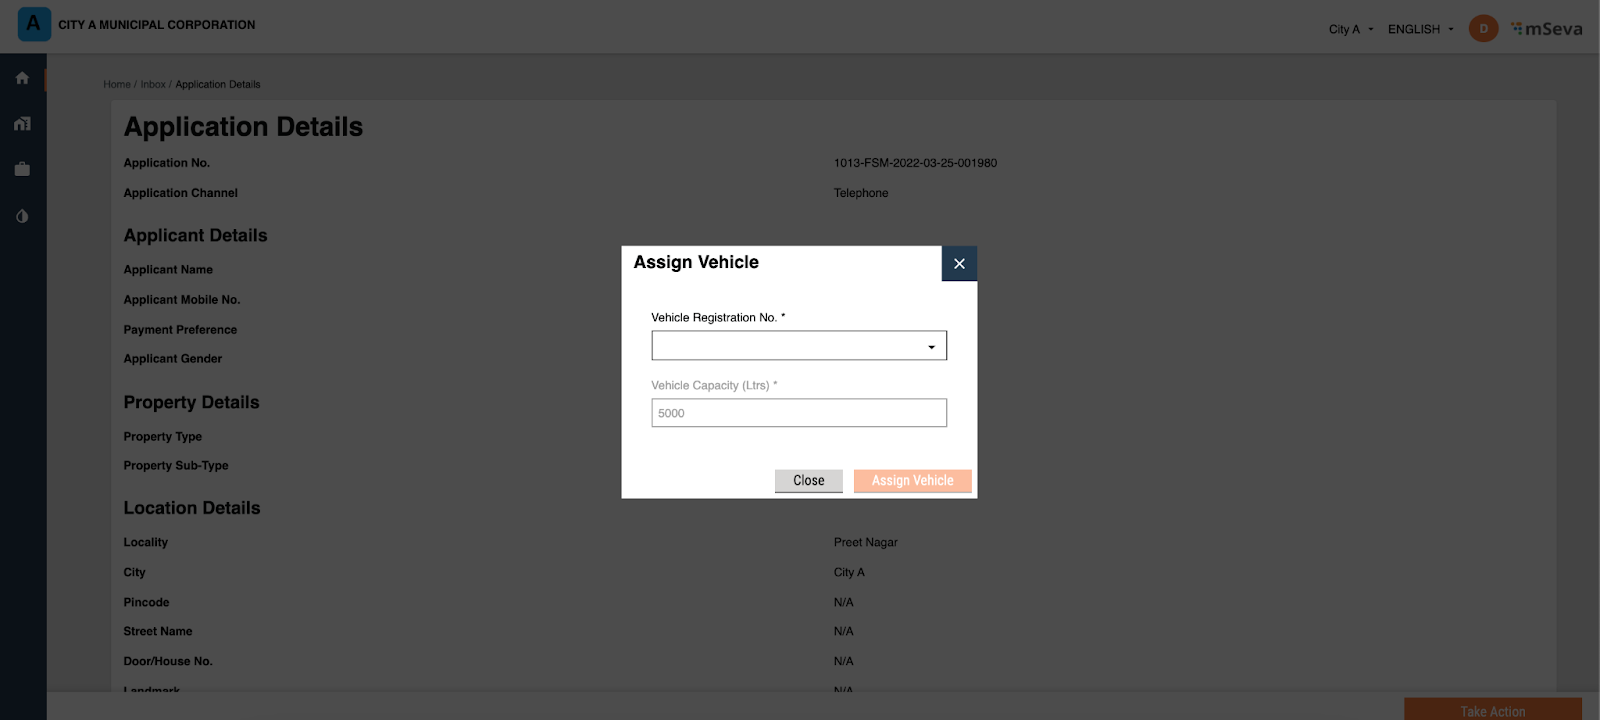 A CITY A MUNICIPAL CORPORATION
City A ENGLISH D mSeva
Home / Inbox / Application Details
Application Details
Application No. 1013-FSM-2022-03-25-001980
Application Channel Telephone
Applicant Details
Applicant Name
Applicant Mobile No.
Payment Preference
Applicant Gender
Property Details
Property Type
Property Sub-Type
Location Details
Locality Preet Nagar
City City A
Pincode N/A
Street Name N/A
Door/House No. N/A
Landmark N/A
Take Action
Assign Vehicle
Vehicle Registration No. *
Vehicle Capacity (Ltrs) *
5000
Close Assign Vehicle